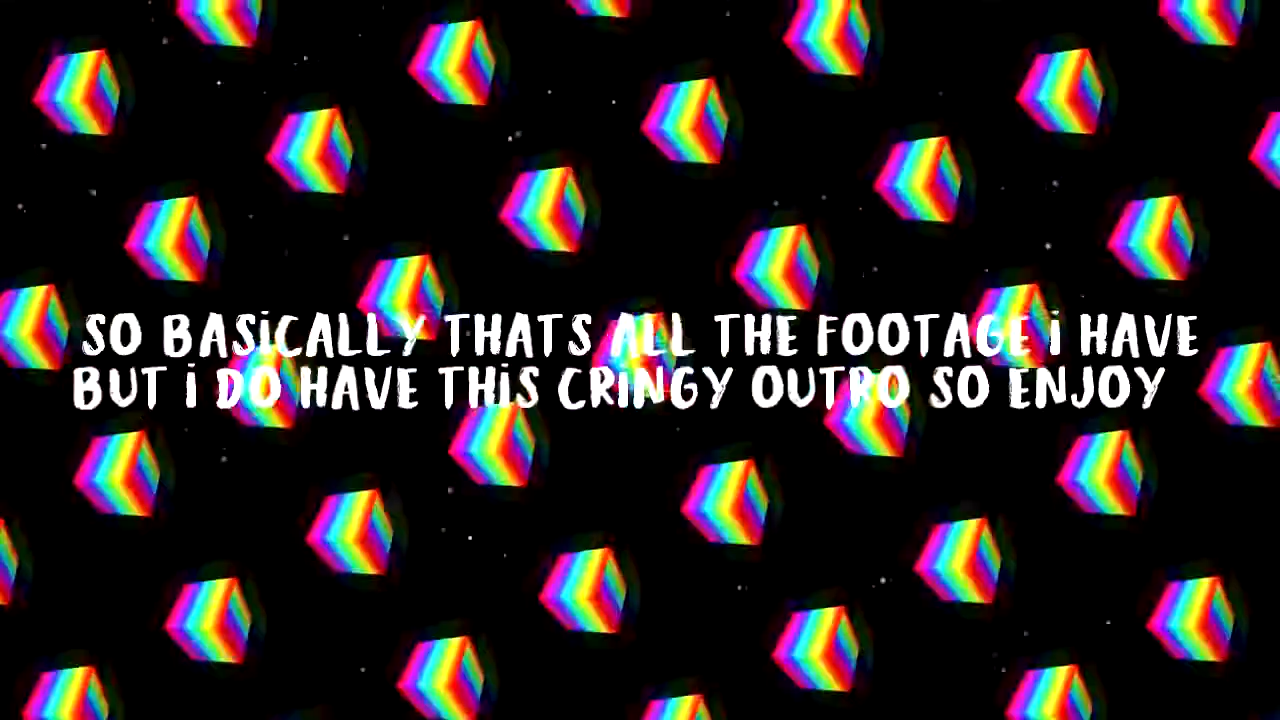 SO BASiCALLY THATS ALL THE FOOTAGE i HAVE
BUT i DO HAVE THiS CRiNGY OUTRO SO ENJOY